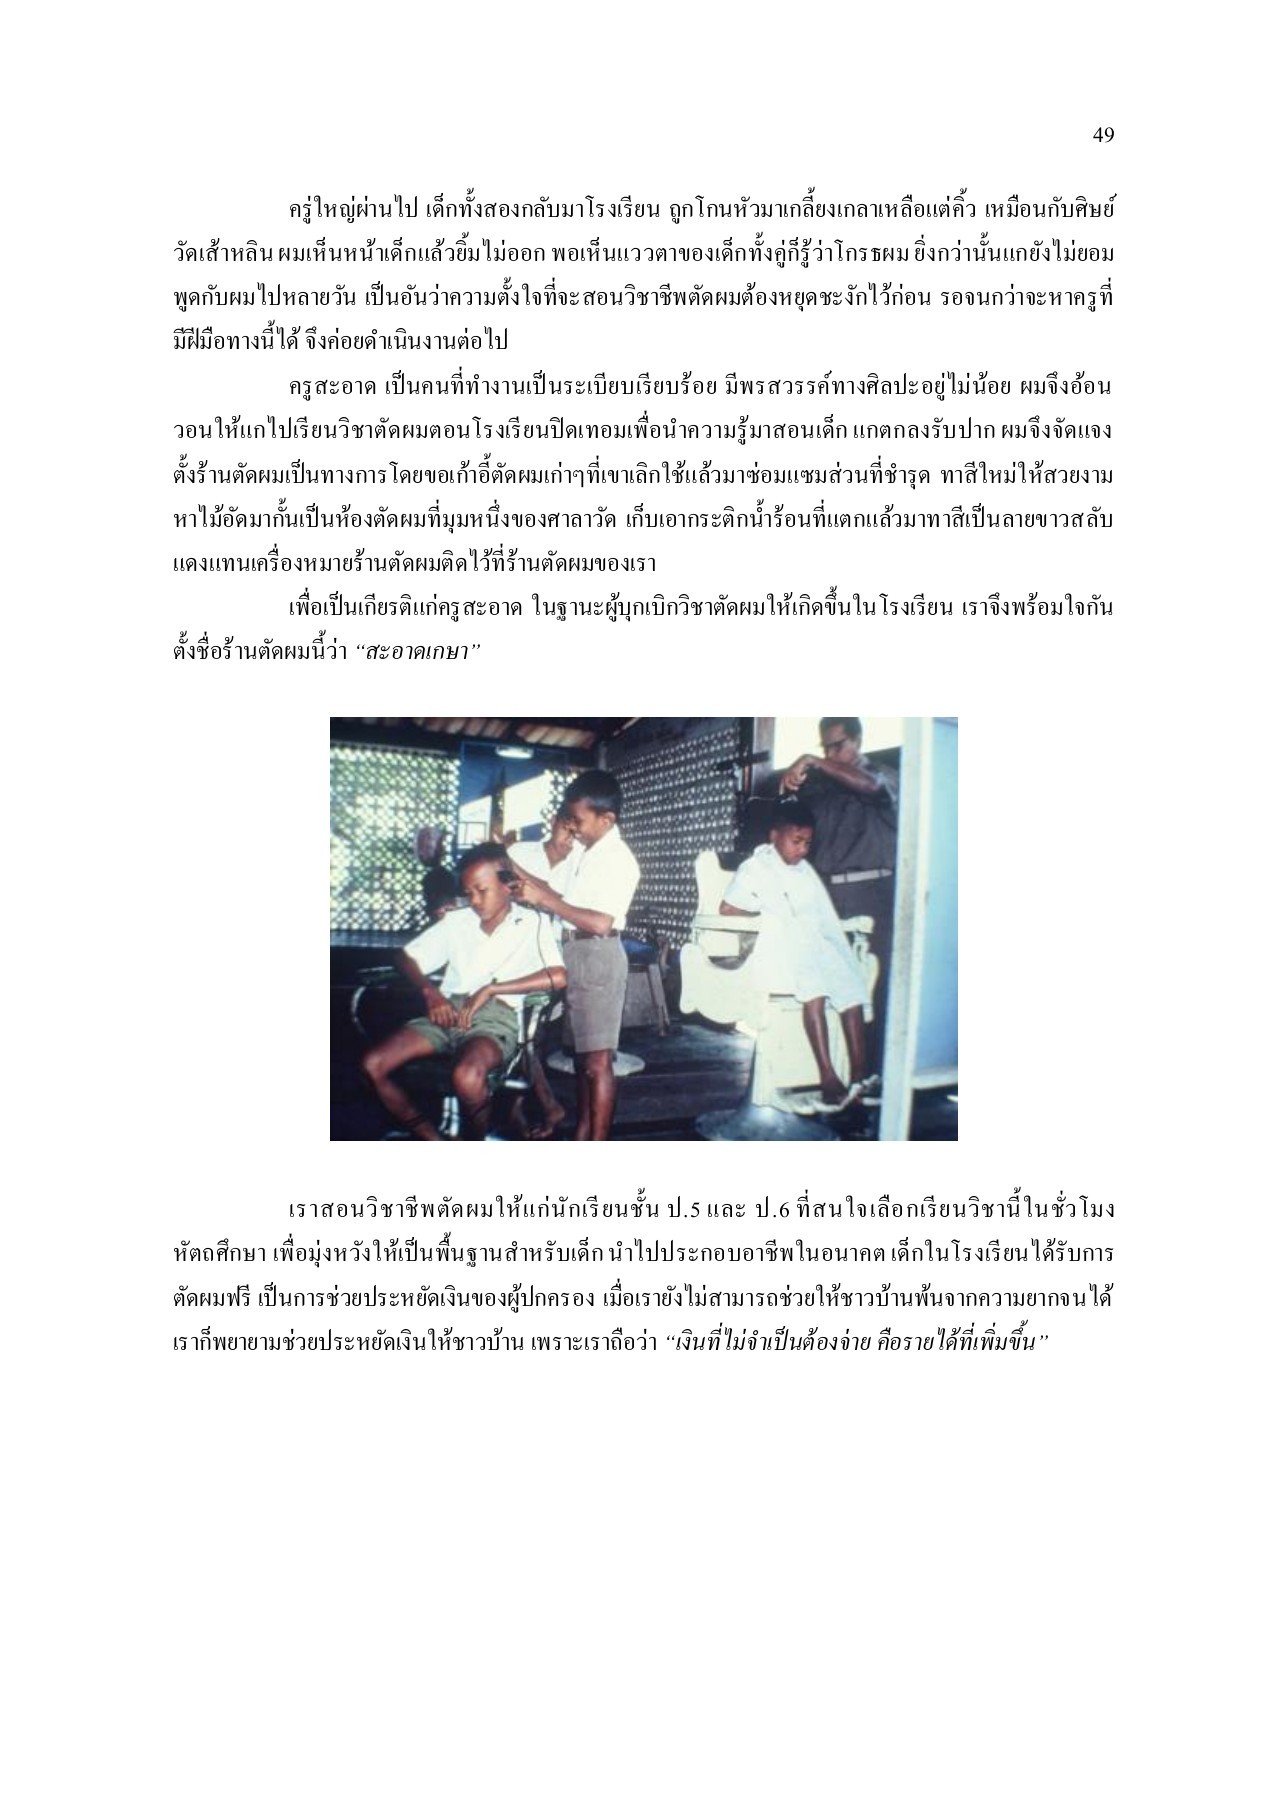 49
ครู่ใหญ่ผ่านไป เด็กทั้งสองกลับมาโรงเรียน ถูกโกนหัวมาเกลี้ยงเกลาเหลือแต่คิ้ว เหมือนกับศิษย์
วัดเส้าหลิน ผมเห็นหน้าเด็กแล้วยิ้มไม่ออก พอเห็นแววตาของเด็กทั้งคู่ก็รู้ว่าโกรธผม ยิ่งกว่านั้นแกยังไม่ยอม
พูดกับผมไปหลายวัน เป็นอันว่าความตั้งใจที่จะสอนวิชาชีพตัดผมต้องหยุดชะงักไว้ก่อน รอจนกว่าจะหาครูที่
มีฝีมือทางนี้ได้ จึงค่อยดำเนินงานต่อไป
ครูสะอาด เป็นคนที่ทำงานเป็นระเบียบเรียบร้อย มีพรสวรรค์ทางศิลปะอยู่ไม่น้อย ผมจึงอ้อน
วอนให้แกไปเรียนวิชาตัดผมตอนโรงเรียนปิดเทอมเพื่อนำความรู้มาสอนเด็ก แกตกลงรับปาก ผมจึงจัดแจง
ตั้งร้านตัดผมเป็นทางการโดยขอเก้าอี้ตัดผมเก่าๆที่เขาเลิกใช้แล้วมาซ่อมแซมส่วนที่ชำรุด ทาสีใหม่ให้สวยงาม
หาไม้อัดมากั้นเป็นห้องตัดผมที่มุมหนึ่งของศาลาวัด เก็บเอากระติกน้ำร้อนที่แตกแล้วมาทาสีเป็นลายขาวสลับ
แดงแทนเครื่องหมายร้านตัดผมติดไว้ที่ร้านตัดผมของเรา
เพื่อเป็นเกียรติแก่ครูสะอาด ในฐานะผู้บุกเบิกวิชาตัดผมให้เกิดขึ้นในโรงเรียน เราจึงพร้อมใจกัน
ตั้งชื่อร้านตัดผมนี้ว่า “สะอาดเกษา”
เราสอนวิชาชีพตัดผมให้แก่นักเรียนชั้น ป.5 และ ป.6 ที่สนใจเลือกเรียนวิชานี้ในชั่วโมง
หัตถศึกษา เพื่อมุ่งหวังให้เป็นพื้นฐานสำหรับเด็ก นำไปประกอบอาชีพในอนาคต เด็กในโรงเรียนได้รับการ
ตัดผมฟรี เป็นการช่วยประหยัดเงินของผู้ปกครอง เมื่อเรายังไม่สามารถช่วยให้ชาวบ้านพ้นจากความยากจนได้
เราก็พยายามช่วยประหยัดเงินให้ชาวบ้าน เพราะเราถือว่า “เงินที่ไม่จำเป็นต้องจ่าย คือรายได้ที่เพิ่มขึ้น”